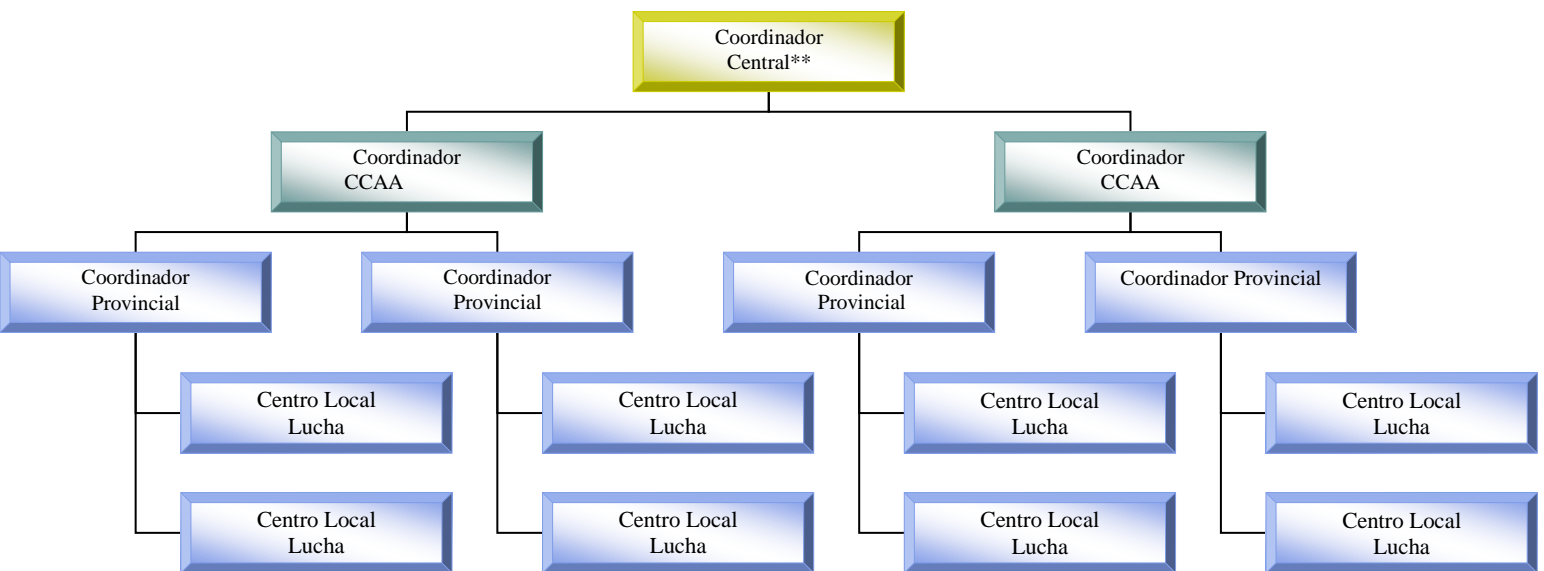 Coordinador
Central**
Coordinador
CCAA
Coordinador
CCAA
Coordinador
Provincial
Coordinador
Provincial
Coordinador
Provincial
Coordinador Provincial
Centro Local
Lucha
Centro Local
Lucha
Centro Local
Lucha
Centro Local
Lucha
Centro Local
Lucha
Centro Local
Lucha
Centro Local
Lucha
Centro Local
Lucha